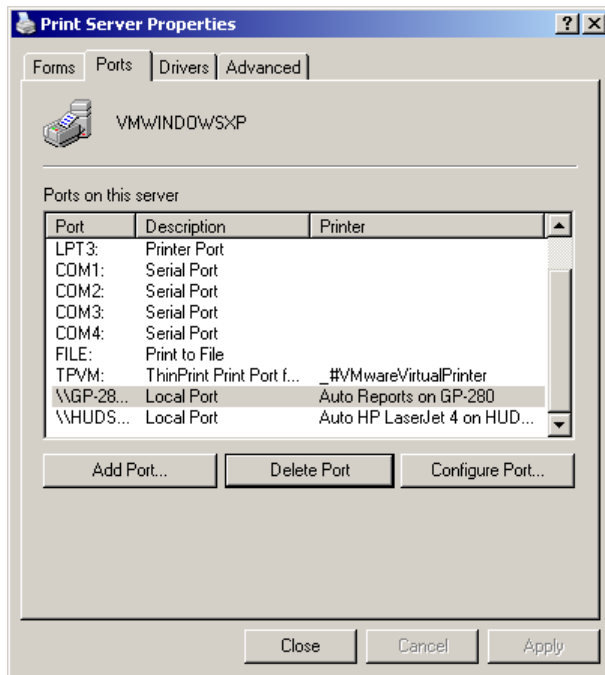 Print Server Properties
Forms Ports Drivers Advanced
VMWINDOWSXP
Ports on this server
Port Description Printer
LPT3: Printer Port
COM1: Serial Port
COM2: Serial Port
COM3: Serial Port
COM4: Serial Port
FILE: Print to File
TPVM: ThinPrint Print Port f... _#VMwareVirtualPrinter
\\GP-28... Local Port Auto Reports on GP-280
\\HUDS... Local Port Auto HP LaserJet 4 on HUD...
Add Port... Delete Port Configure Port...
Close Cancel Apply